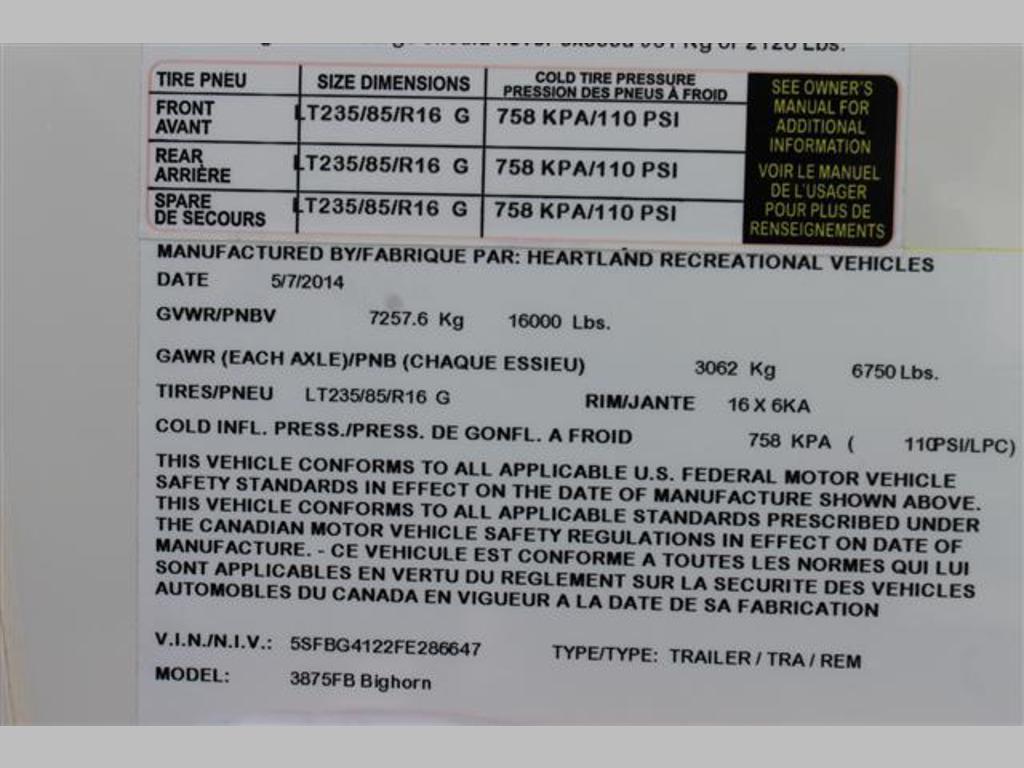 should never exceed 961 Kg or 2120 Lbs.
TIRE PNEU SIZE DIMENSIONS COLD TIRE PRESSURE
PRESSION DES PNEUS À FROID
FRONT
AVANT LT235/85/R16 G 758 KPA/110 PSI
REAR
ARRIÈRE LT235/85/R16 G 758 KPA/110 PSI
SPARE
DE SECOURS LT235/85/R16 G 758 KPA/110 PSI
SEE OWNER'S
MANUAL FOR
ADDITIONAL
INFORMATION
VOIR LE MANUEL
DE L'USAGER
POUR PLUS DE
RENSEIGNEMENTS
MANUFACTURED BY/FABRIQUE PAR: HEARTLAND RECREATIONAL VEHICLES
DATE 5/7/2014
GVWR/PNBV 7257.6 Kg 16000 Lbs.
GAWR (EACH AXLE)/PNB (CHAQUE ESSIEU) 3062 Kg 6750 Lbs.
TIRES/PNEU LT235/85/R16 G RIM/JANTE 16 X 6KA
COLD INFL. PRESS./PRESS. DE GONFL. A FROID 758 KPA ( 110PSI/LPC)
THIS VEHICLE CONFORMS TO ALL APPLICABLE U.S. FEDERAL MOTOR VEHICLE
SAFETY STANDARDS IN EFFECT ON THE DATE OF MANUFACTURE SHOWN ABOVE.
THIS VEHICLE CONFORMS TO ALL APPLICABLE STANDARDS PRESCRIBED UNDER
THE CANADIAN MOTOR VEHICLE SAFETY REGULATIONS IN EFFECT ON DATE OF
MANUFACTURE. - CE VEHICULE EST CONFORME A TOUTES LES NORMES QUI LUI
SONT APPLICABLES EN VERTU DU REGLEMENT SUR LA SECURITE DES VEHICLES
AUTOMOBILES DU CANADA EN VIGUEUR A LA DATE DE SA FABRICATION
V.I.N./N.I.V.: 5SFBG4122FE286647 TYPE/TYPE: TRAILER / TRA / REM
MODEL: 3875FB Bighorn